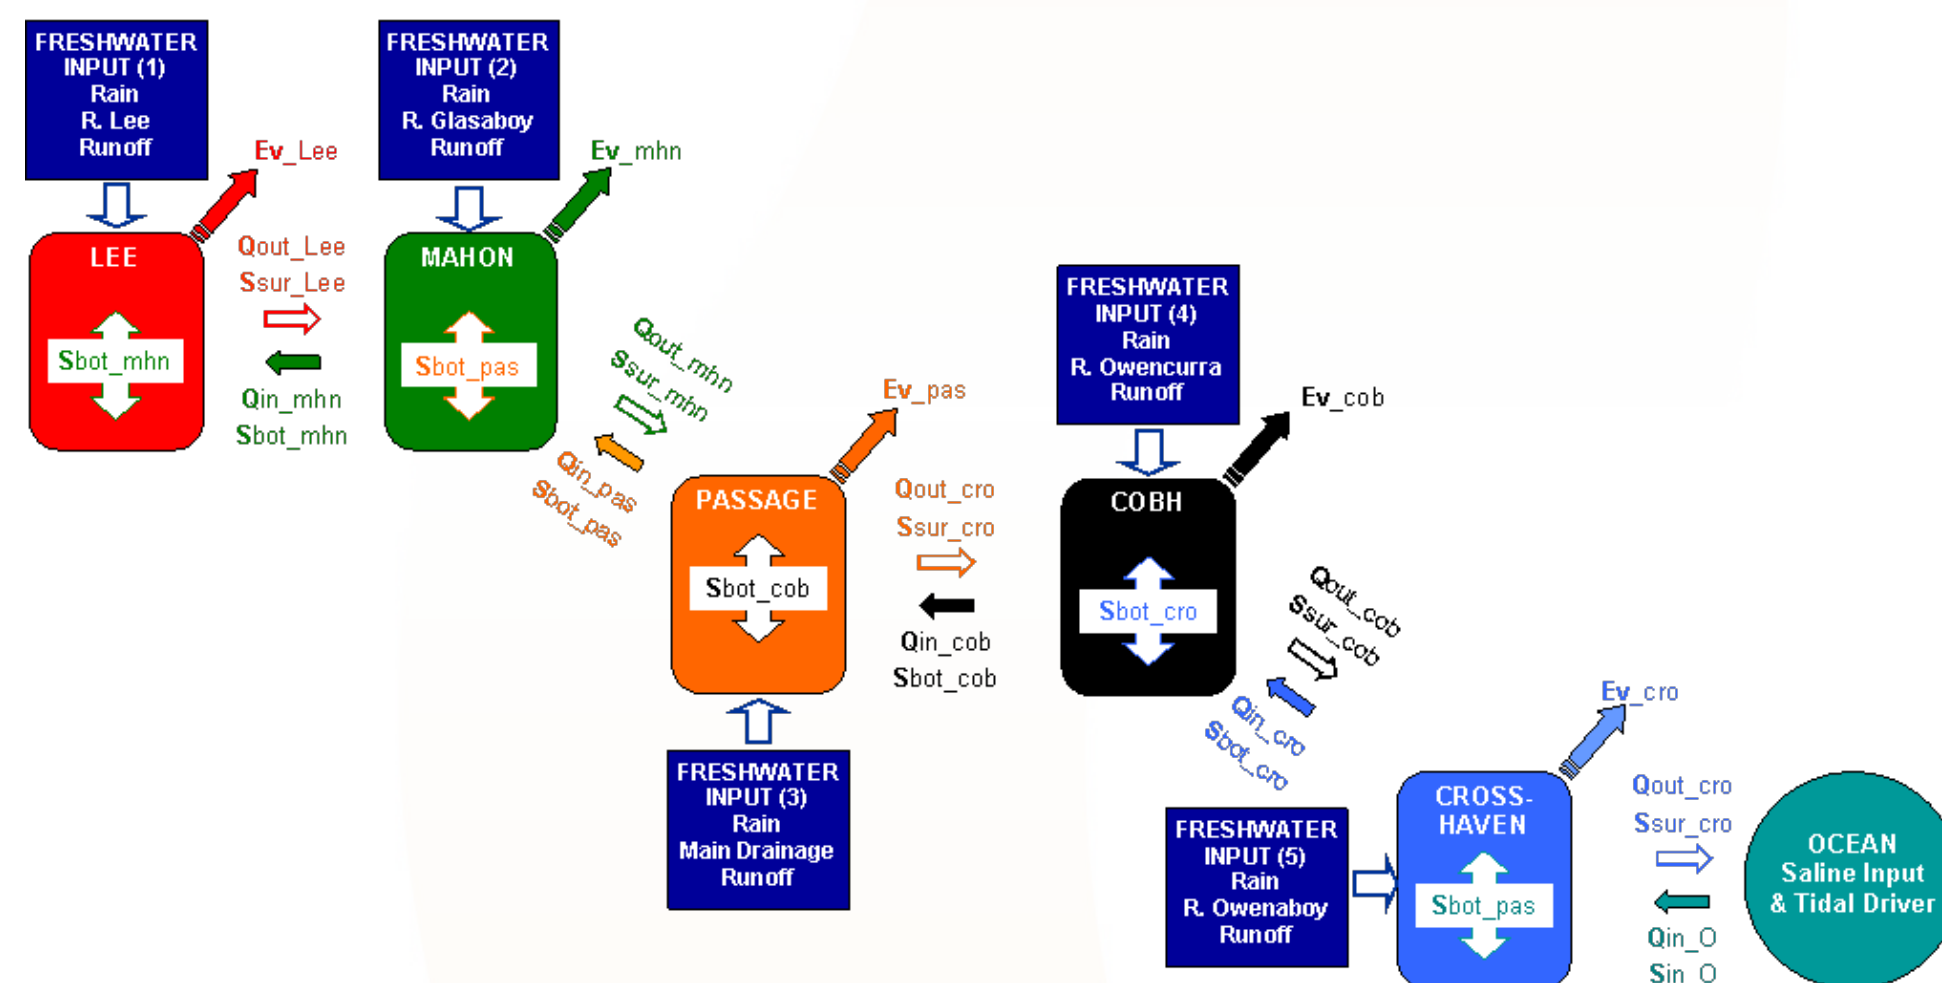 FRESHWATER
INPUT (1)
Rain
R. Lee
Runoff
FRESHWATER
INPUT (2)
Rain
R. Glasaboy
Runoff
Ev_Lee
Ev_mhn
LEE
Sbot_mhn
Qout_Lee
Ssur_Lee
Qin_mhn
Sbot_mhn
MAHON
Sbot_pas
Qout_mhn
Ssur_mhn
Qin_pas
Sbot_pas
Ev_pas
PASSAGE
Sbot_cob
FRESHWATER
INPUT (3)
Rain
Main Drainage
Runoff
Qout_cro
Ssur_cro
Qin_cob
Sbot_cob
FRESHWATER
INPUT (4)
Rain
R. Owencurra
Runoff
Ev_cob
COBH
Sbot_cro
Qout_cob
Ssur_cob
Qin_cro
Sbot_cro
FRESHWATER
INPUT (5)
Rain
R. Owenaboy
Runoff
Ev_cro
CROSS-
HAVEN
Sbot_pas
Qout_cro
Ssur_cro
Qin_O
Sin_O
OCEAN
Saline Input
& Tidal Driver